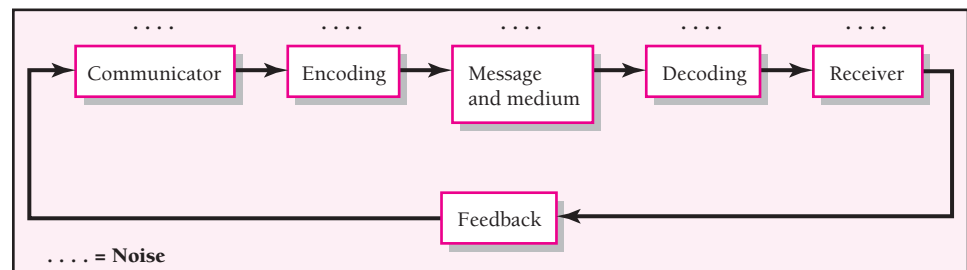 . . . . . . . . . . . . . . . . . . . .
Communicator
Encoding
Message
and medium
Decoding
Receiver
Feedback
. . . . = Noise